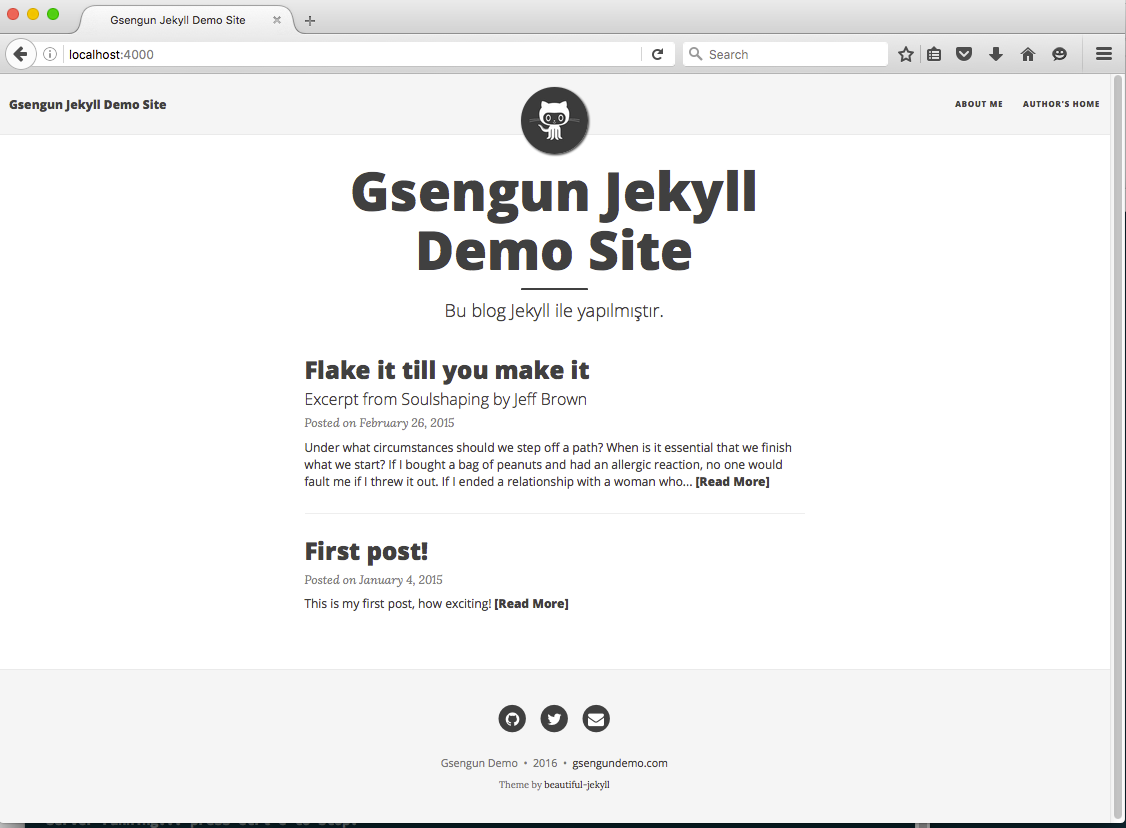 Gsengun Jekyll Demo Site
localhost:4000
Search
Gsengun Jekyll Demo Site
ABOUT ME
AUTHOR'S HOME
Gsengun Jekyll
Demo Site
Bu blog Jekyll ile yapılmıştır.
Flake it till you make it
Excerpt from Soulshaping by Jeff Brown
Posted on February 26, 2015
Under what circumstances should we step off a path? When is it essential that we finish
what we start? If I bought a bag of peanuts and had an allergic reaction, no one would
fault me if I threw it out. If I ended a relationship with a woman who... [Read More]
First post!
Posted on January 4, 2015
This is my first post, how exciting! [Read More]
Gsengun Demo • 2016 • gsengundemo.com
Theme by beautiful-jekyll